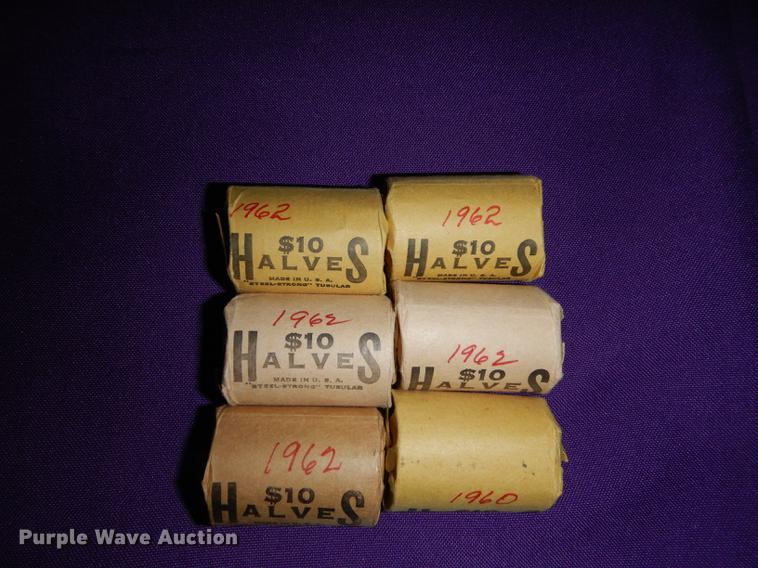 1962
$10
HALVES
MADE IN U. S. A.
"STEEL-STRONG" TUBULAR
1962
$10
HALVES
1962
$10
HALVES
MADE IN U. S. A.
"STEEL-STRONG" TUBULAR
1962
$10
HALVES
1962
$10
HALVES
1960
Purple Wave Auction